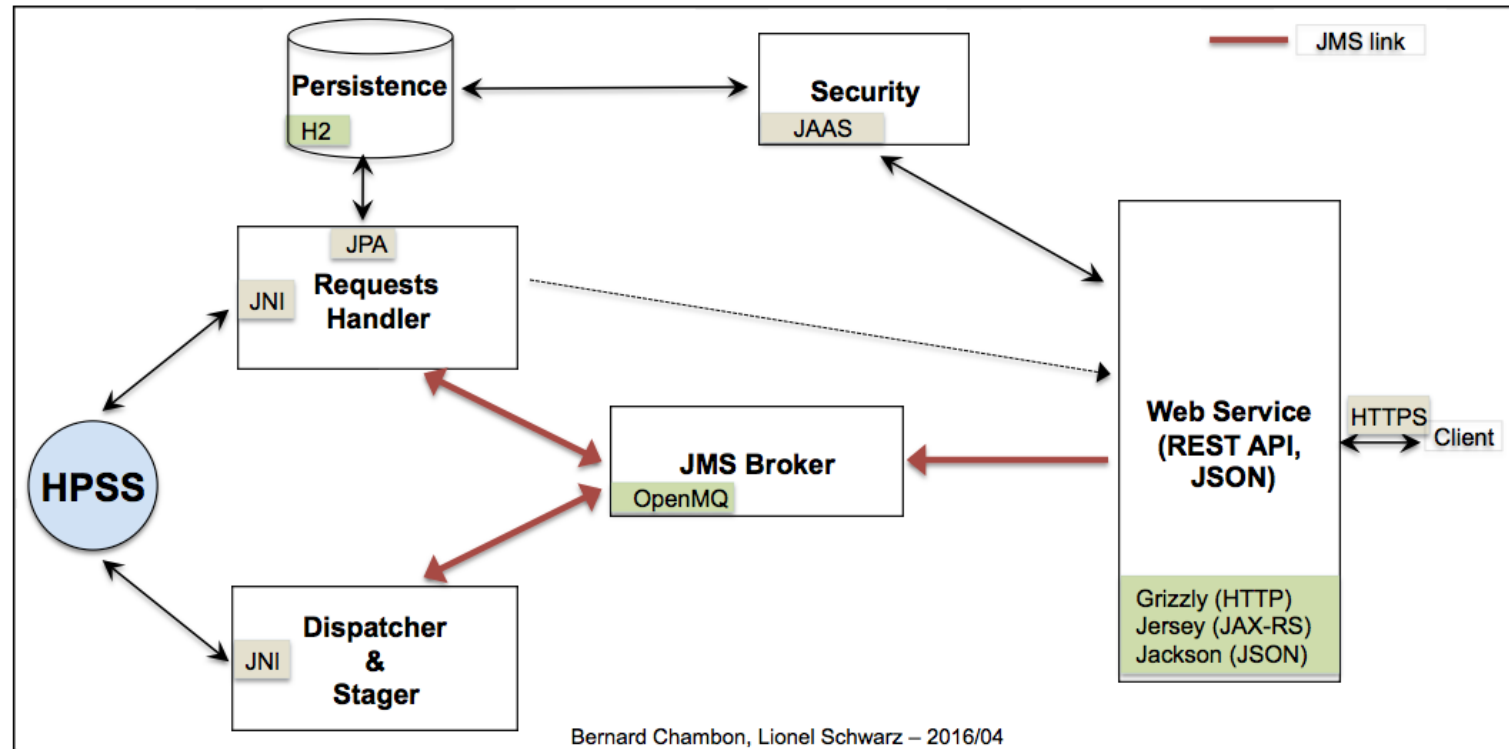 JMS link
Persistence
H2
Security
JAAS
JPA
Requests
Handler
JNI
HPSS
JMS Broker
OpenMQ
Web Service
(REST API,
JSON)
HTTPS
Client
Grizzly (HTTP)
Jersey (JAX-RS)
Jackson (JSON)
Dispatcher
&
Stager
JNI
Bernard Chambon, Lionel Schwarz – 2016/04